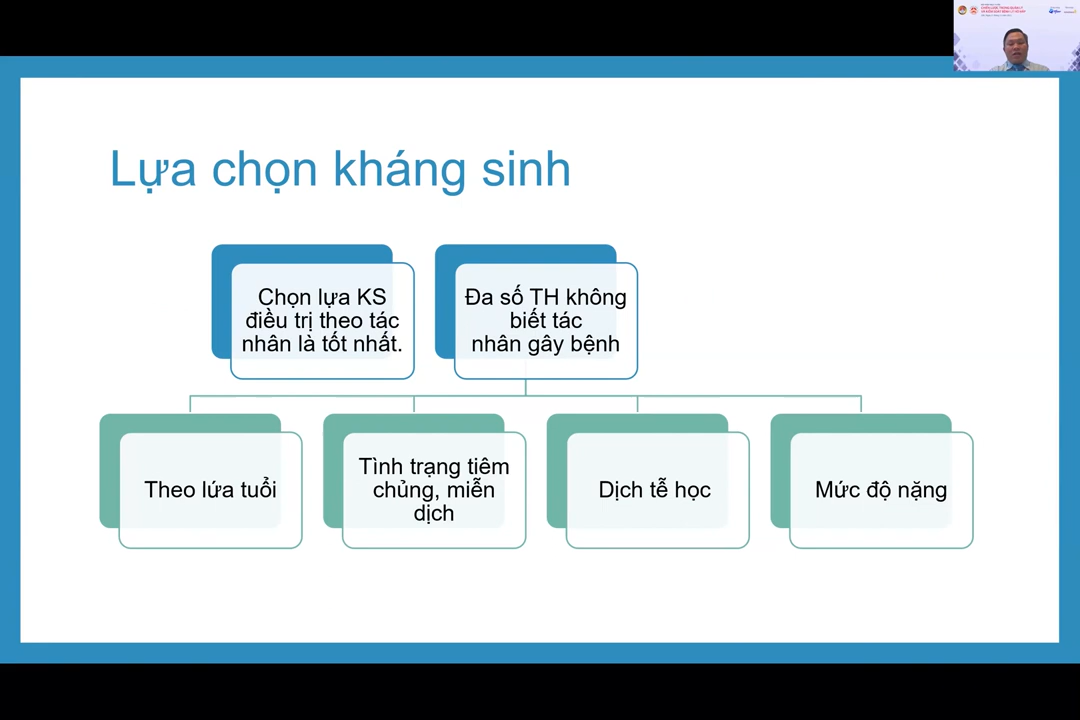 Lựa chọn kháng sinh
Chọn lựa KS
điều trị theo tác
nhân là tốt nhất.
Đa số TH không
biết tác
nhân gây bệnh
Theo lứa tuổi
Tình trạng tiêm
chủng, miễn
dịch
Dịch tễ học
Mức độ nặng